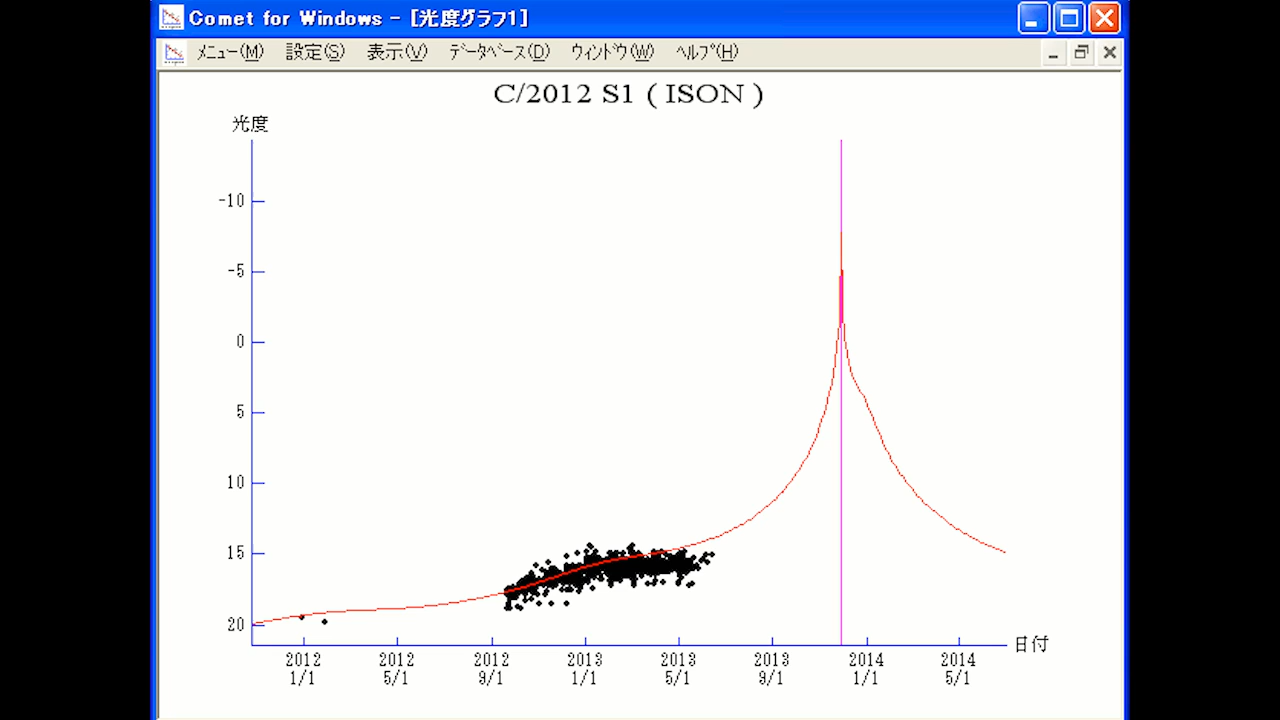 Comet for Windows - [光度グラフ1]
ﾒﾆｭｰ(M) 設定(S) 表示(V) ﾃﾞｰﾀﾍﾞｰｽ(D) ｳｨﾝﾄﾞｳ(W) ﾍﾙﾌﾟ(H)
C/2012 S1 ( ISON )
光度
-10
-5
0
5
10
15
20
日付
2012 2012 2012 2013 2013 2013 2014 2014
1/1 5/1 9/1 1/1 5/1 9/1 1/1 5/1